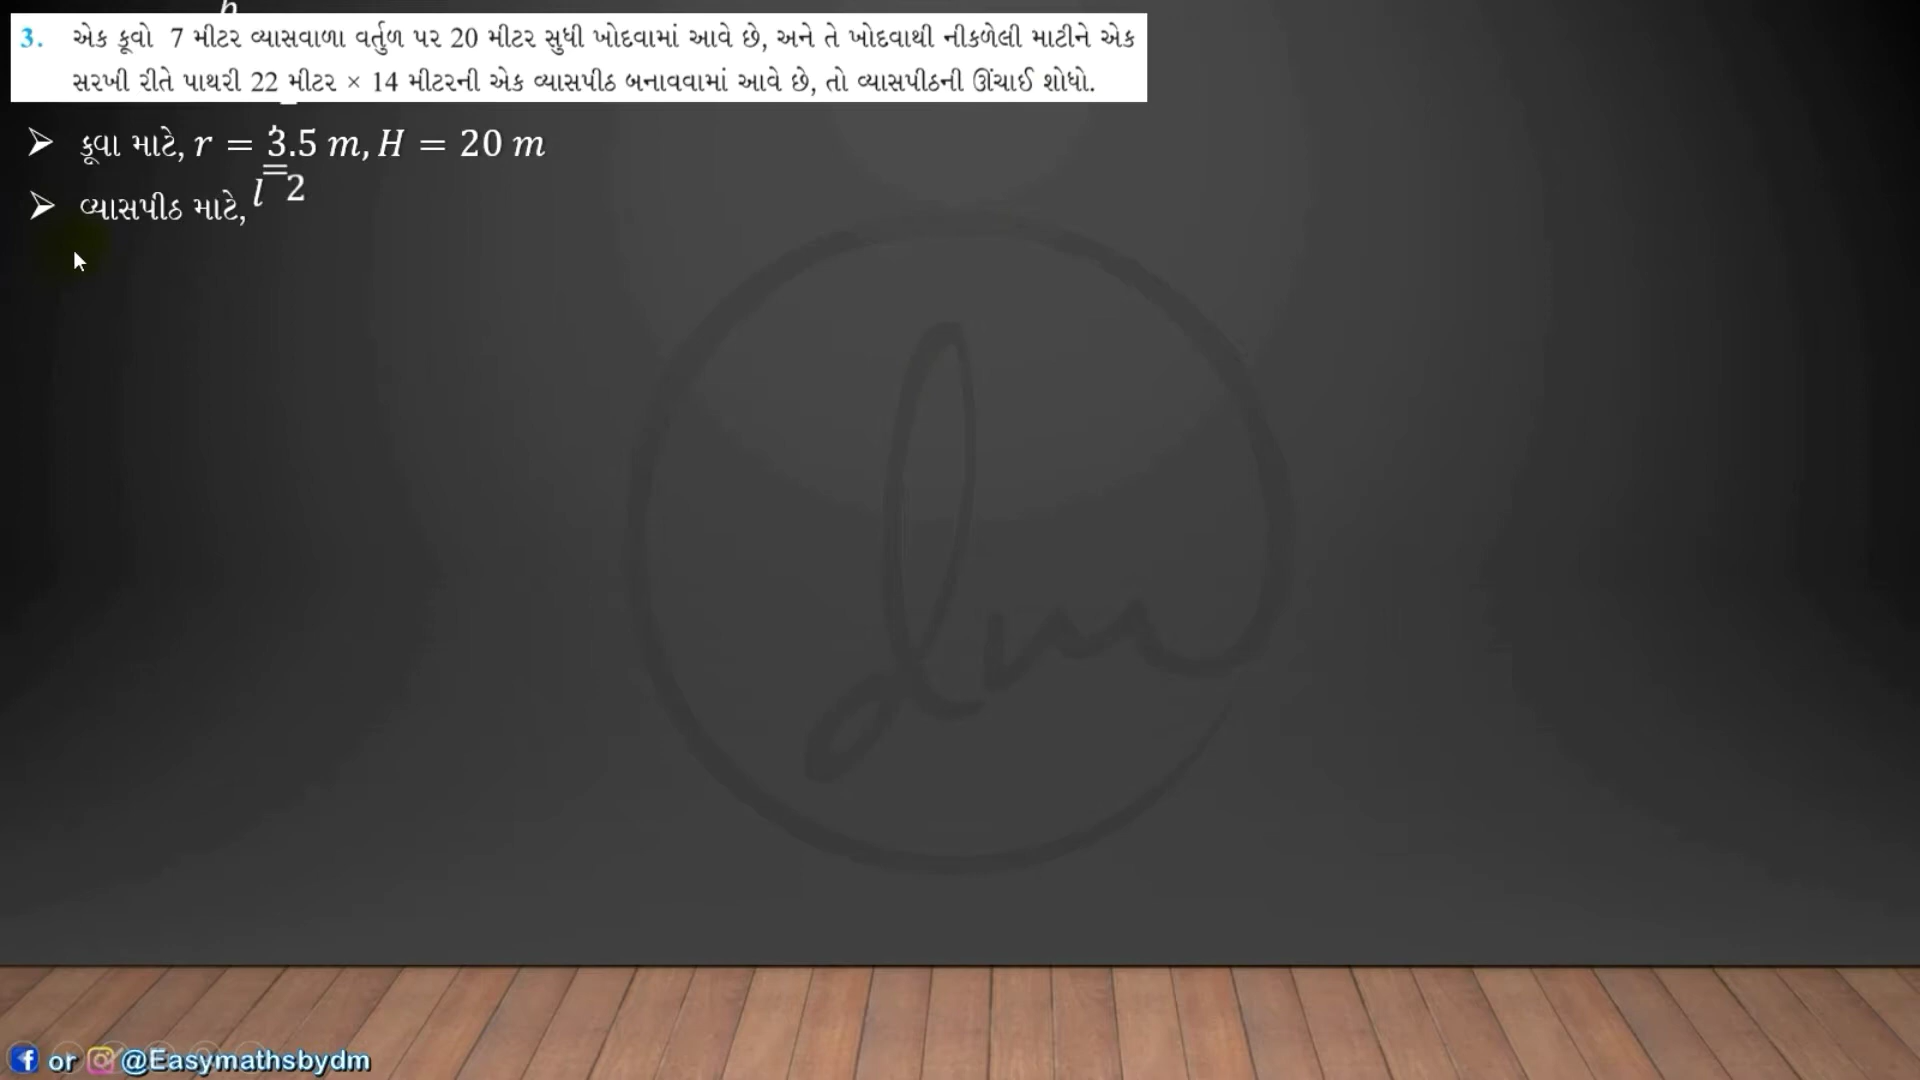 3. એક કૂવો 7 મીટર વ્યાસવાળા વર્તુળ પર 20 મીટર સુધી ખોદવામાં આવે છે, અને તે ખોદવાથી નીકળેલી માટીને એક
સરખી રીતે પાથરી 22 મીટર × 14 મીટરની એક વ્યાસપીઠ બનાવવામાં આવે છે, તો વ્યાસપીઠની ઊંચાઈ શોધો.
➢ કૂવા માટે, r = 3.5 m, H = 20 m
➢ વ્યાસપીઠ માટે, l = 2
dm
f or @Easymathsbydm